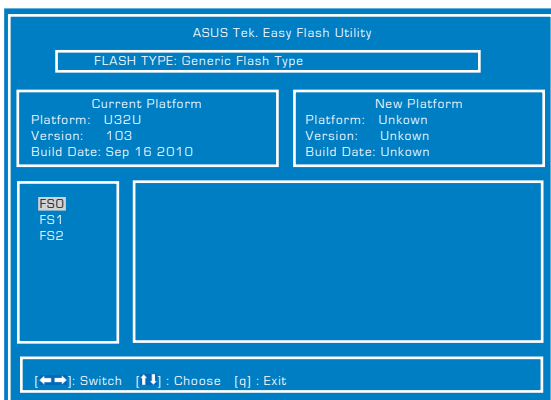 ASUS Tek. Easy Flash Utility
FLASH TYPE: Generic Flash Type
Current Platform
Platform: U32U
Version: 103
Build Date: Sep 16 2010
New Platform
Platform: Unkown
Version: Unkown
Build Date: Unkown
FS0
FS1
FS2
[←→]: Switch [↑↓] : Choose [q] : Exit